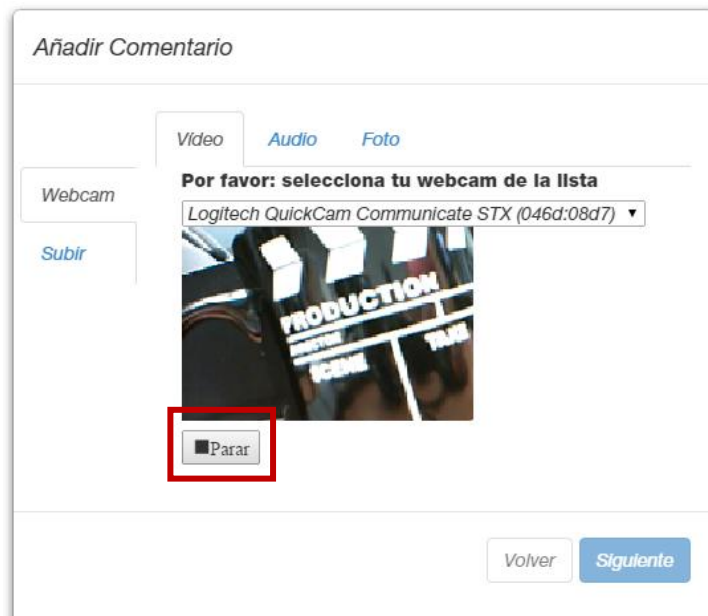 Añadir Comentario
Vídeo Audio Foto
Webcam
Subir
Por favor: selecciona tu webcam de la lista
Logitech QuickCam Communicate STX (046d:08d7)
PRODUCTION
SCENE TAKE
Parar
Volver Siguiente